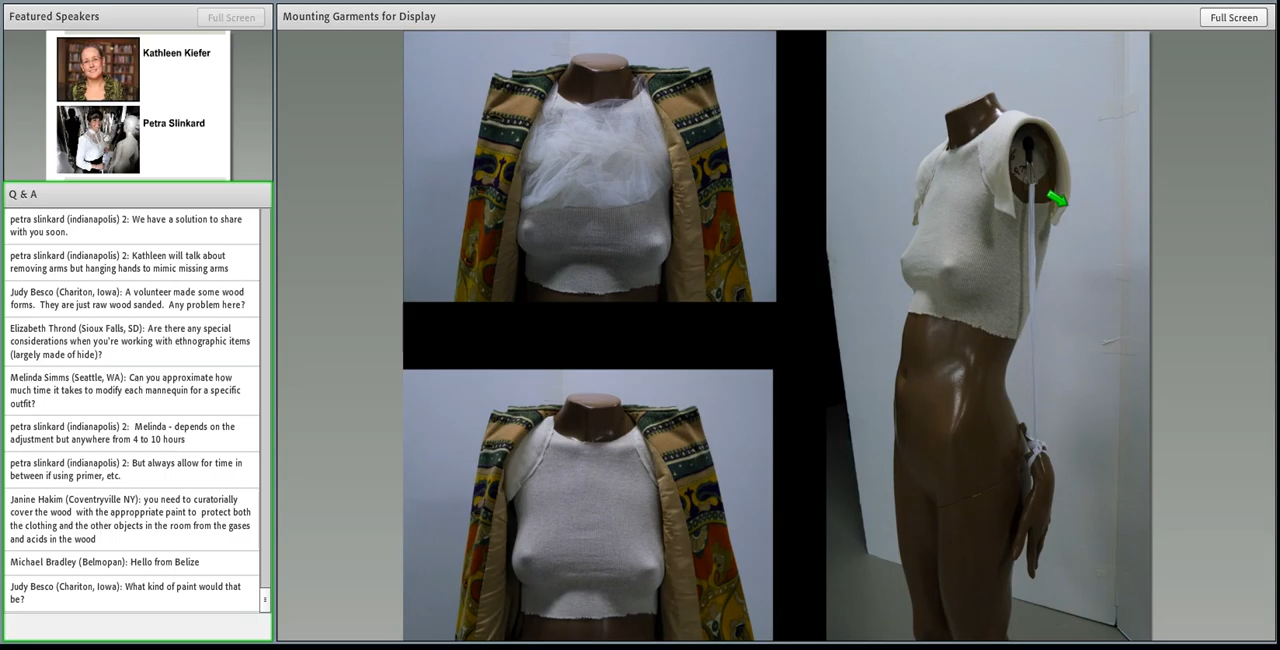 Featured Speakers
Full Screen
Kathleen Kiefer
Petra Slinkard
Q & A
petra slinkard (indianapolis) 2: We have a solution to share
with you soon.
petra slinkard (indianapolis) 2: Kathleen will talk about
removing arms but hanging hands to mimic missing arms
Judy Besco (Chariton, Iowa): A volunteer made some wood
forms.  They are just raw wood sanded.  Any problem here?
Elizabeth Thrond (Sioux Falls, SD): Are there any special
considerations when you're working with ethnographic items
(largely made of hide)?
Melinda Simms (Seattle, WA): Can you approximate how
much time it takes to modify each mannequin for a specific
outfit?
petra slinkard (indianapolis) 2:  Melinda - depends on the
adjustment but anywhere from 4 to 10 hours
petra slinkard (indianapolis) 2: But always allow for time in
between if using primer, etc.
Janine Hakim (Coventryville NY): you need to curatorially
cover the wood  with the approppriate paint to  protect both
the clothing and the other objects in the room from the gases
and acids in the wood
Michael Bradley (Belmopan): Hello from Belize
Judy Besco (Chariton, Iowa): What kind of paint would that
be?
Mounting Garments for Display
Full Screen